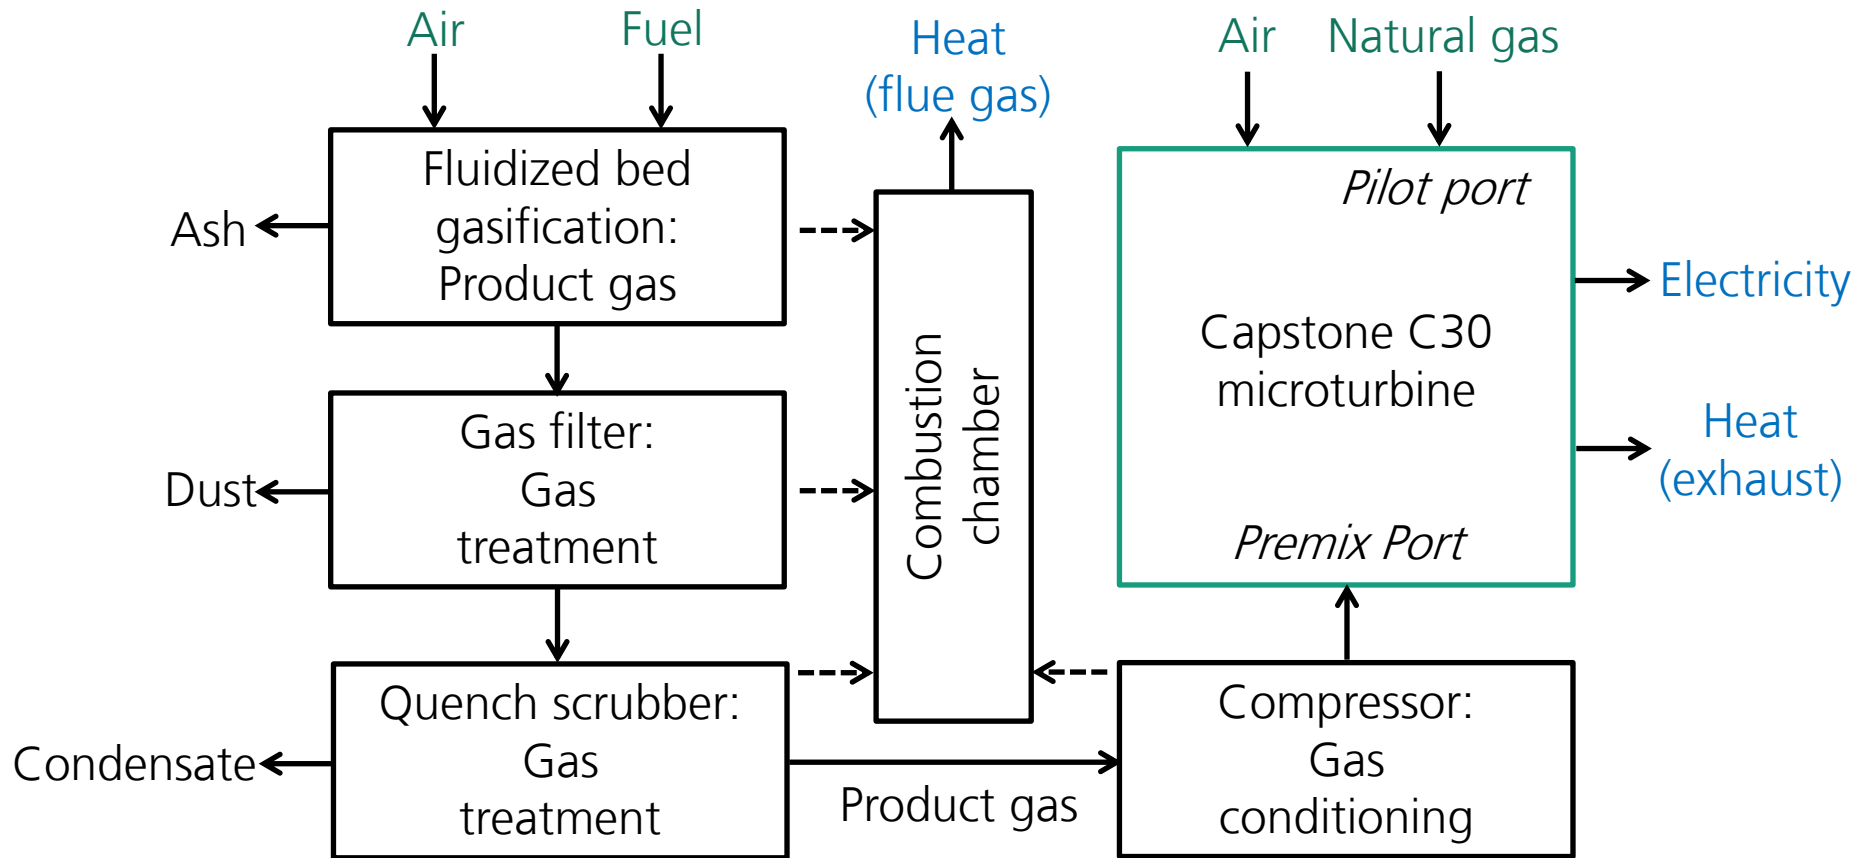 Air
Fuel
Heat
(flue gas)
Air
Natural gas
Fluidized bed
gasification:
Product gas
Ash
Pilot port
Capstone C30
microturbine
Electricity
Heat
(exhaust)
Premix Port
Combustion
chamber
Gas filter:
Gas
treatment
Dust
Quench scrubber:
Gas
treatment
Condensate
Product gas
Compressor:
Gas
conditioning